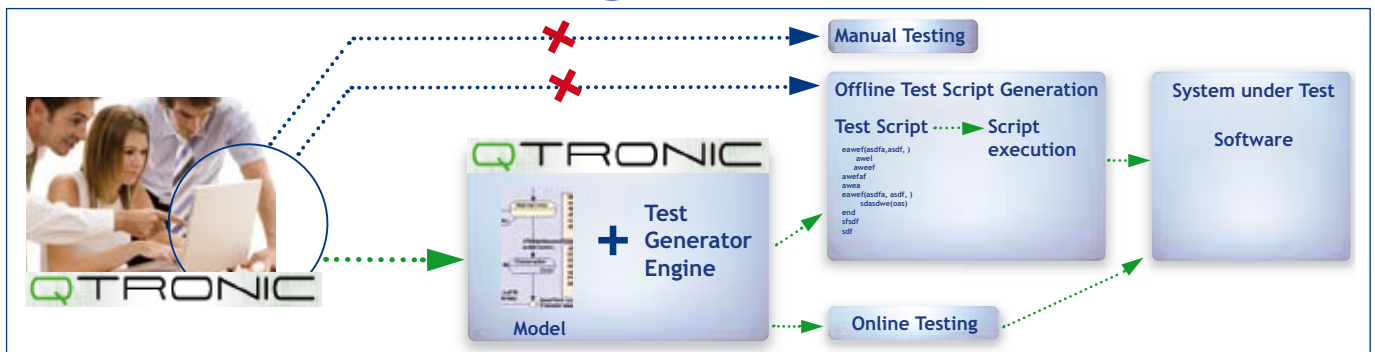 Manual Testing
Offline Test Script Generation
Test Script
Script
execution
eawef(asdfa,asdf, )
awel
aweef
awefaf
awea
eawef(asdfa, asdf, )
sdasdwe(oas)
end
sfsdf
sdf
System under Test
Software
QTRONIC
+
Test
Generator
Engine
Model
QTRONIC
Online Testing